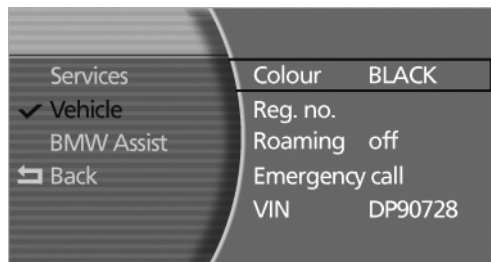 Services
Vehicle
BMW Assist
Back
Colour BLACK
Reg. no.
Roaming off
Emergency call
VIN DP90728